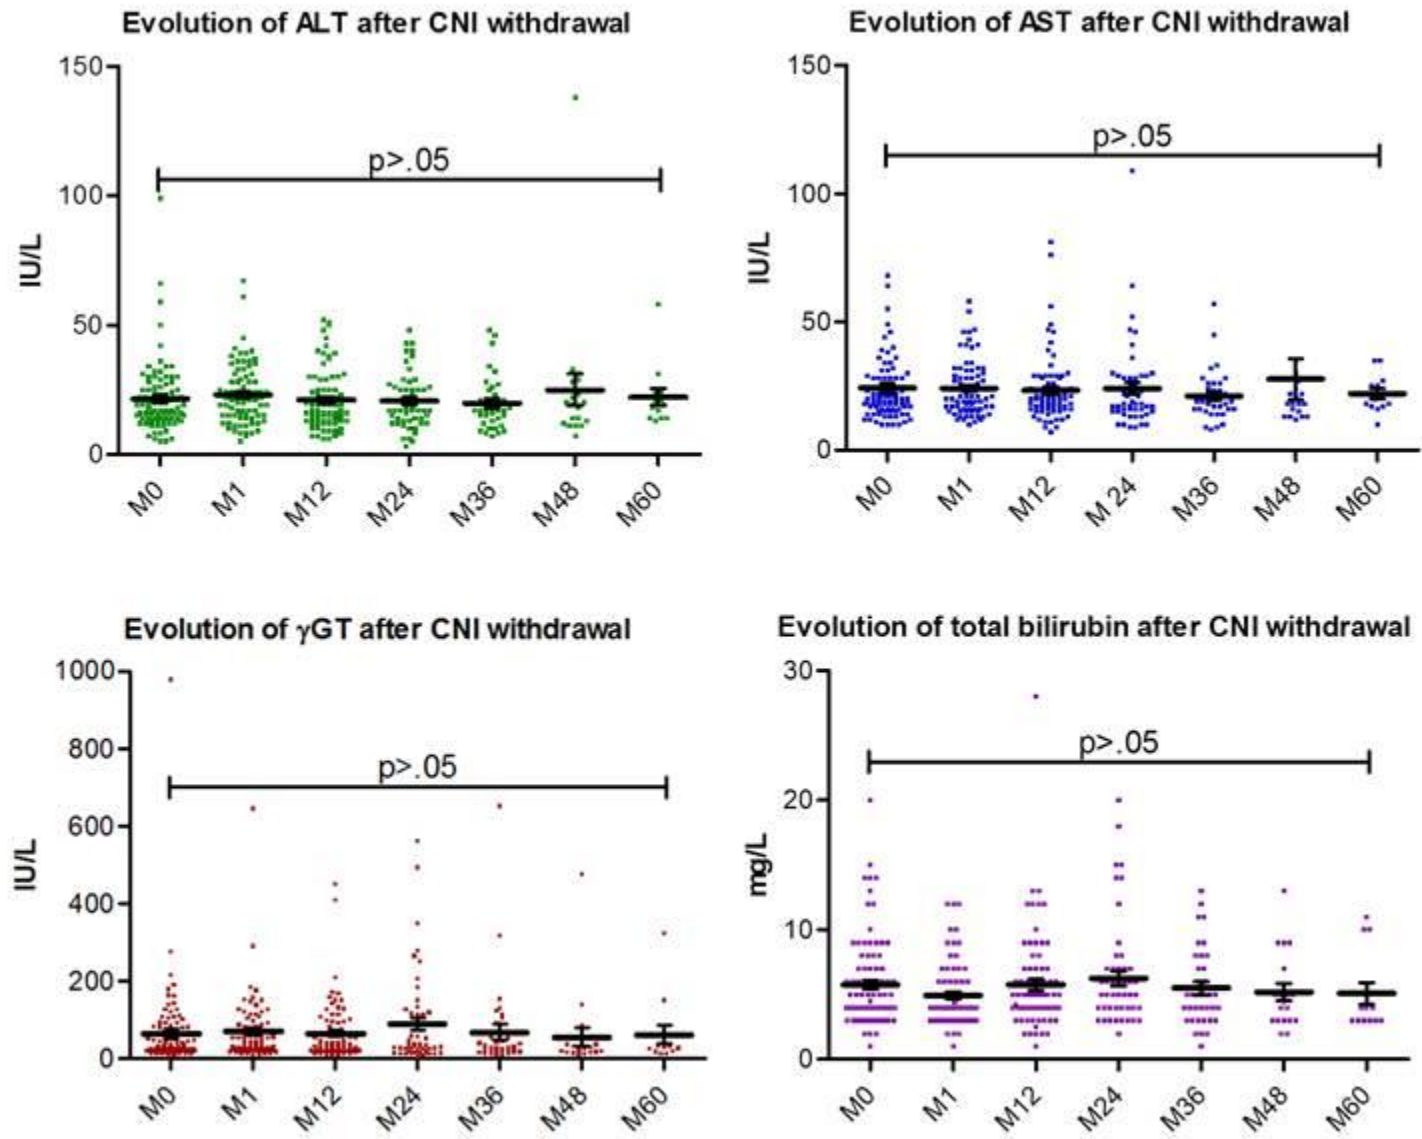 Evolution of ALT after CNI withdrawal
150
100
50
0
IU/L
p>.05
M0 M1 M12 M24 M36 M48 M60
Evolution of AST after CNI withdrawal
150
100
50
0
IU/L
p>.05
M0 M1 M12 M 24 M36 M48 M60
Evolution of γGT after CNI withdrawal
1000
800
600
400
200
0
IU/L
p>.05
M0 M1 M12 M24 M36 M48 M60
Evolution of total bilirubin after CNI withdrawal
30
20
10
0
mg/L
p>.05
M0 M1 M12 M24 M36 M48 M60